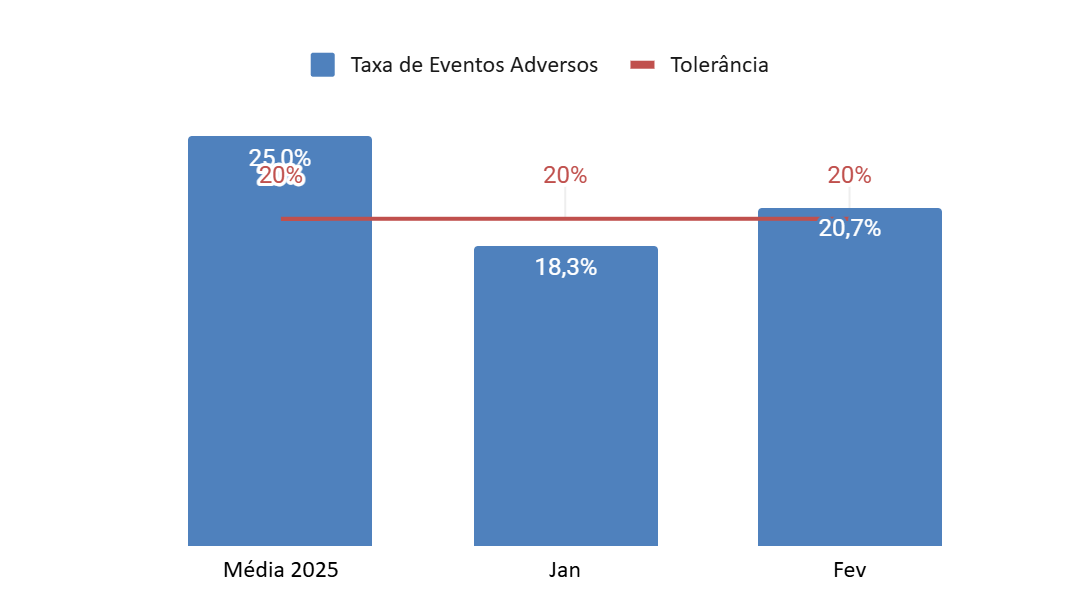 Taxa de Eventos Adversos Tolerância
25,0%
20% 20% 20%
20,7%
18,3%
Média 2025 Jan Fev